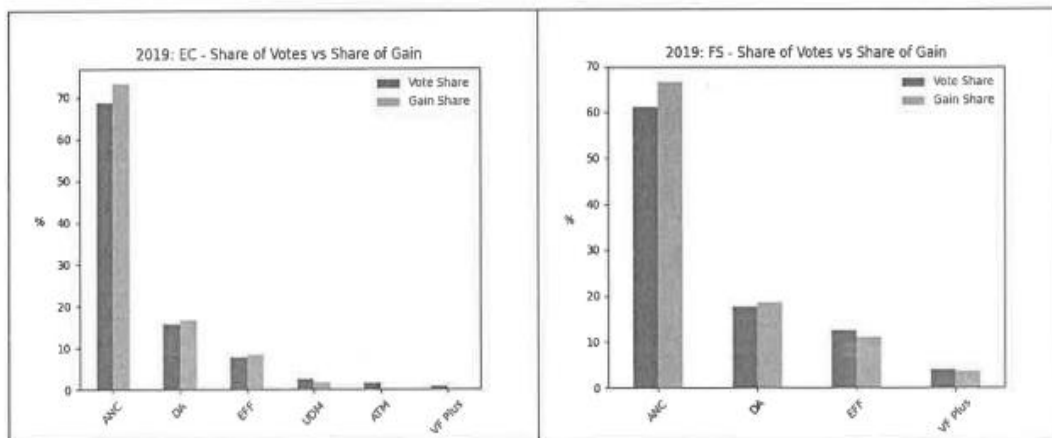 2019: EC - Share of Votes vs Share of Gain
Vote Share
Gain Share
%
70
60
50
40
30
20
10
0
ANC
DA
EFF
UDM
ATM
VF Plus
2019: FS - Share of Votes vs Share of Gain
Vote Share
Gain Share
%
70
60
50
40
30
20
10
0
ANC
DA
EFF
VF Plus